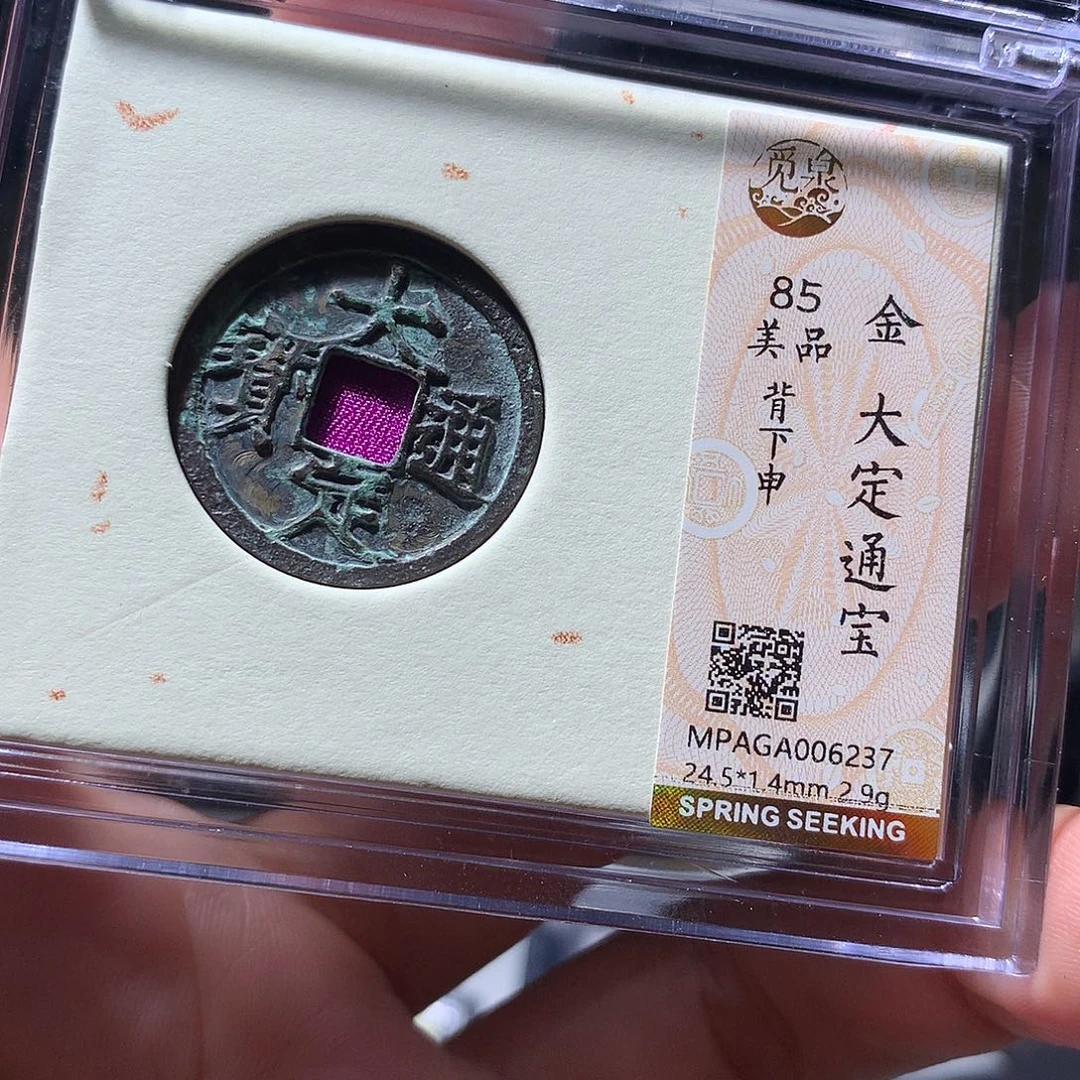 大
定
通
寶
觅泉
85
美品
背下申
金 大定通宝
MPAGA006237
24.5*1.4mm 2.9g
SPRING SEEKING